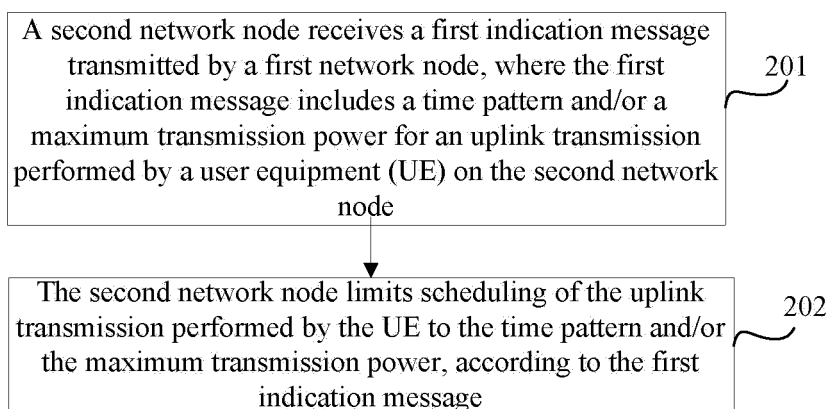 A second network node receives a first indication message
transmitted by a first network node, where the first
indication message includes a time pattern and/or a
maximum transmission power for an uplink transmission
performed by a user equipment (UE) on the second network
node
201
The second network node limits scheduling of the uplink
transmission performed by the UE to the time pattern and/or
the maximum transmission power, according to the first
indication message
202